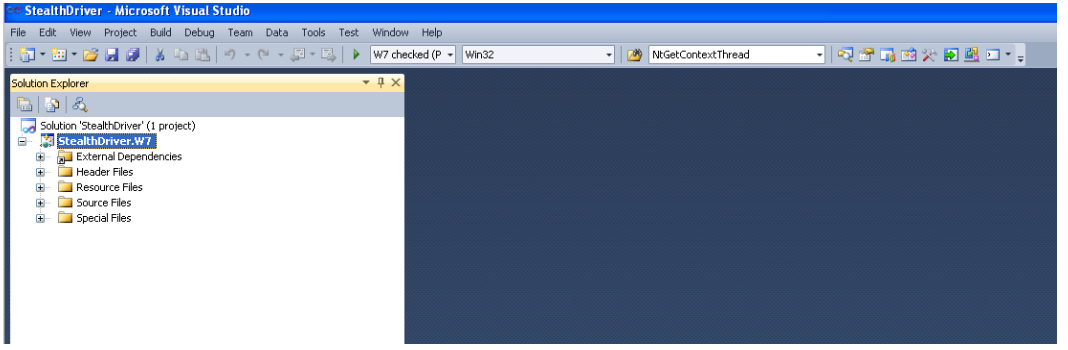 StealthDriver - Microsoft Visual Studio
File Edit View Project Build Debug Team Data Tools Test Window Help
W7 checked (P Win32 NtGetContextThread
Solution Explorer
Solution 'StealthDriver' (1 project)
StealthDriver.W7
External Dependencies
Header Files
Resource Files
Source Files
Special Files